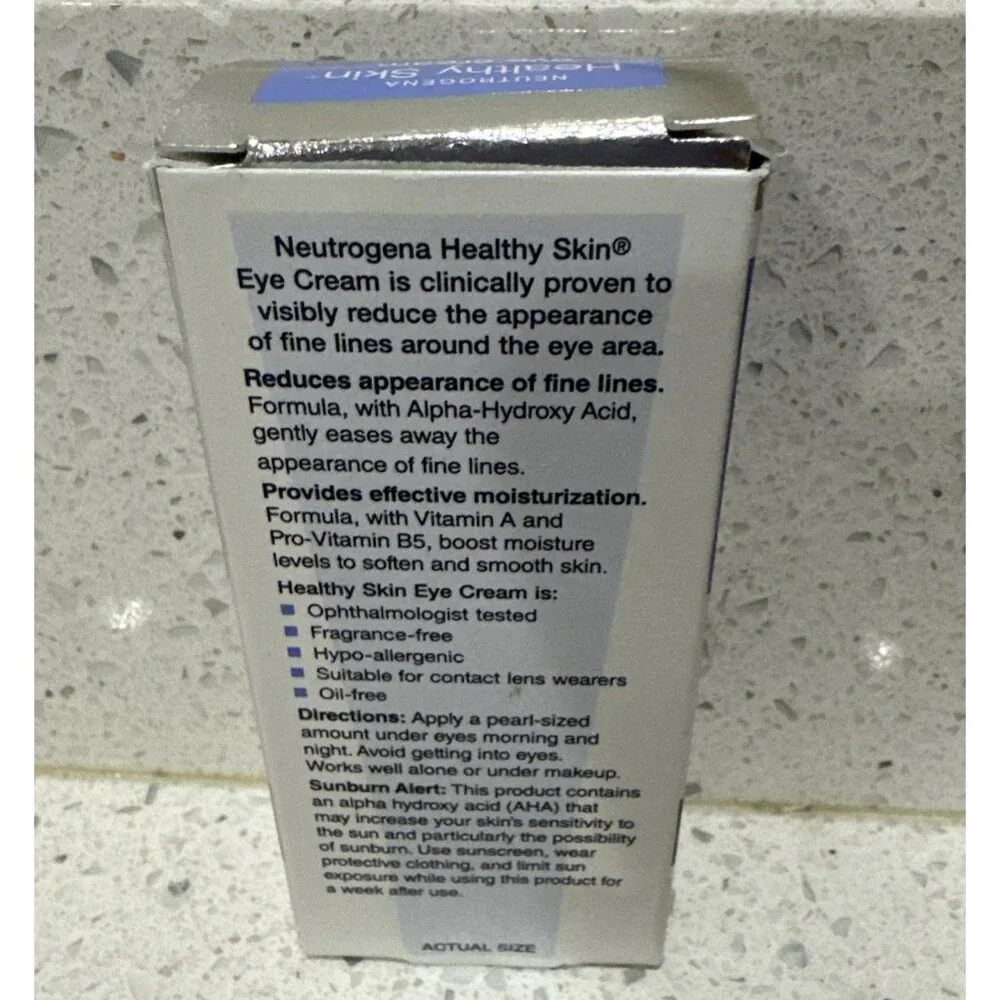 NEUTROGENA
Healthy Skin™
Neutrogena Healthy Skin®
Eye Cream is clinically proven to
visibly reduce the appearance
of fine lines around the eye area.
Reduces appearance of fine lines.
Formula, with Alpha-Hydroxy Acid,
gently eases away the
appearance of fine lines.
Provides effective moisturization.
Formula, with Vitamin A and
Pro-Vitamin B5, boost moisture
levels to soften and smooth skin.
Healthy Skin Eye Cream is:
Ophthalmologist tested
Fragrance-free
Hypo-allergenic
Suitable for contact lens wearers
Oil-free
Directions: Apply a pearl-sized
amount under eyes morning and
night. Avoid getting into eyes.
Works well alone or under makeup.
Sunburn Alert: This product contains
an alpha hydroxy acid (AHA) that
may increase your skin's sensitivity to
the sun and particularly the possibility
of sunburn. Use sunscreen, wear
protective clothing, and limit sun
exposure while using this product for
a week after use.
ACTUAL SIZE